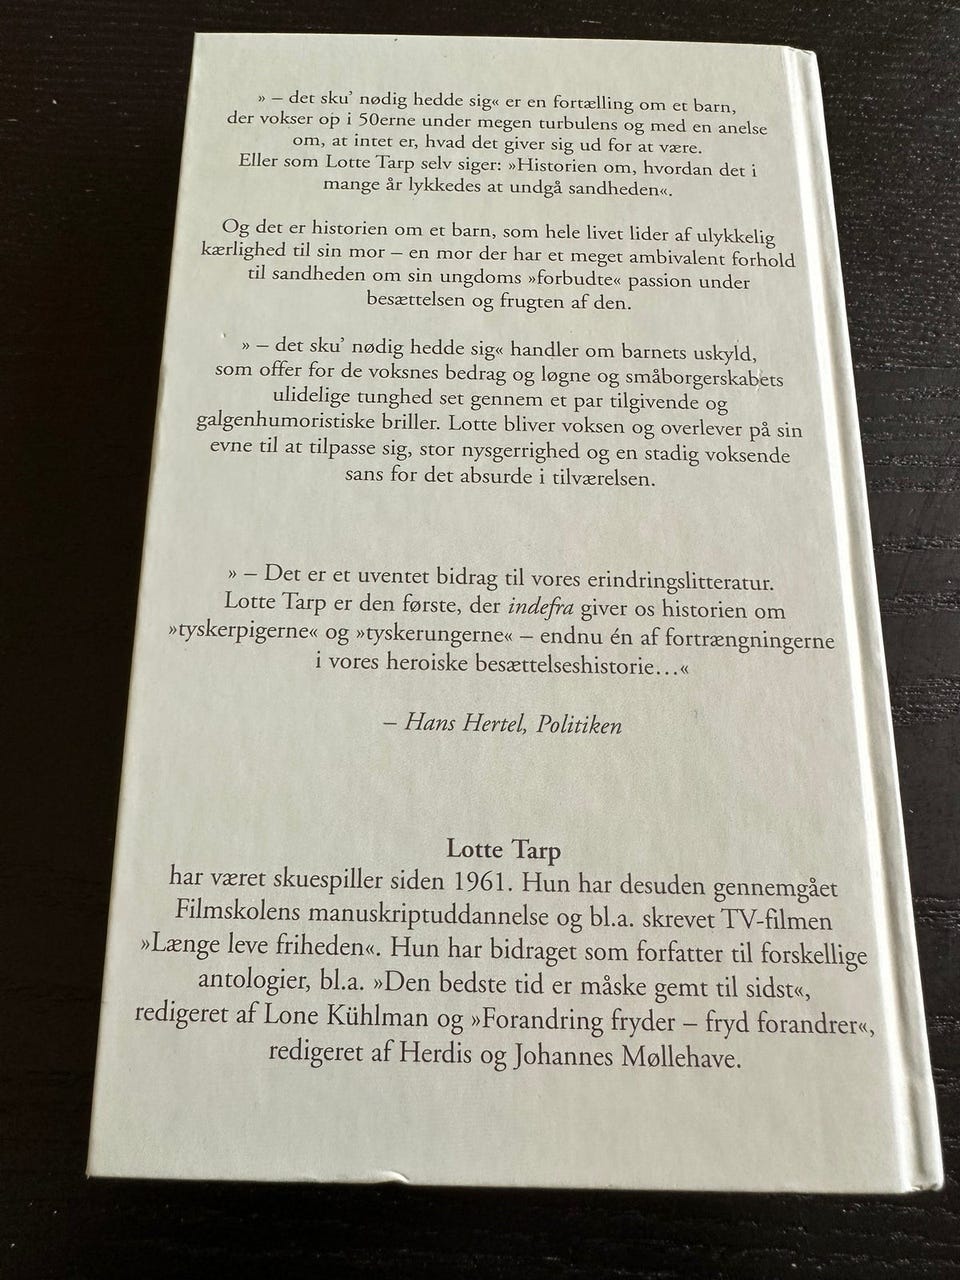 » – det sku’ nødig hedde sig« er en fortælling om et barn,
der vokser op i 50erne under megen turbulens og med en anelse
om, at intet er, hvad det giver sig ud for at være.
Eller som Lotte Tarp selv siger: »Historien om, hvordan det i
mange år lykkedes at undgå sandheden«.
Og det er historien om et barn, som hele livet lider af ulykkelig
kærlighed til sin mor – en mor der har et meget ambivalent forhold
til sandheden om sin ungdoms »forbudte« passion under
besættelsen og frugten af den.
» – det sku’ nødig hedde sig« handler om barnets uskyld,
som offer for de voksnes bedrag og løgne og småborgerskabets
ulidelige tunghed set gennem et par tilgivende og
galgenhumoristiske briller. Lotte bliver voksen og overlever på sin
evne til at tilpasse sig, stor nysgerrighed og en stadig voksende
sans for det absurde i tilværelsen.
» – Det er et uventet bidrag til vores erindringslitteratur.
Lotte Tarp er den første, der indefra giver os historien om
»tyskerpigerne« og »tyskerungerne« – endnu én af fortrængningerne
i vores heroiske besættelseshistorie…«
– Hans Hertel, Politiken
Lotte Tarp
har været skuespiller siden 1961. Hun har desuden gennemgået
Filmskolens manuskriptuddannelse og bl.a. skrevet TV-filmen
»Længe leve friheden«. Hun har bidraget som forfatter til forskellige
antologier, bl.a. »Den bedste tid er måske gemt til sidst«,
redigeret af Lone Kühlman og »Forandring fryder – fryd forandrer«,
redigeret af Herdis og Johannes Møllehave.